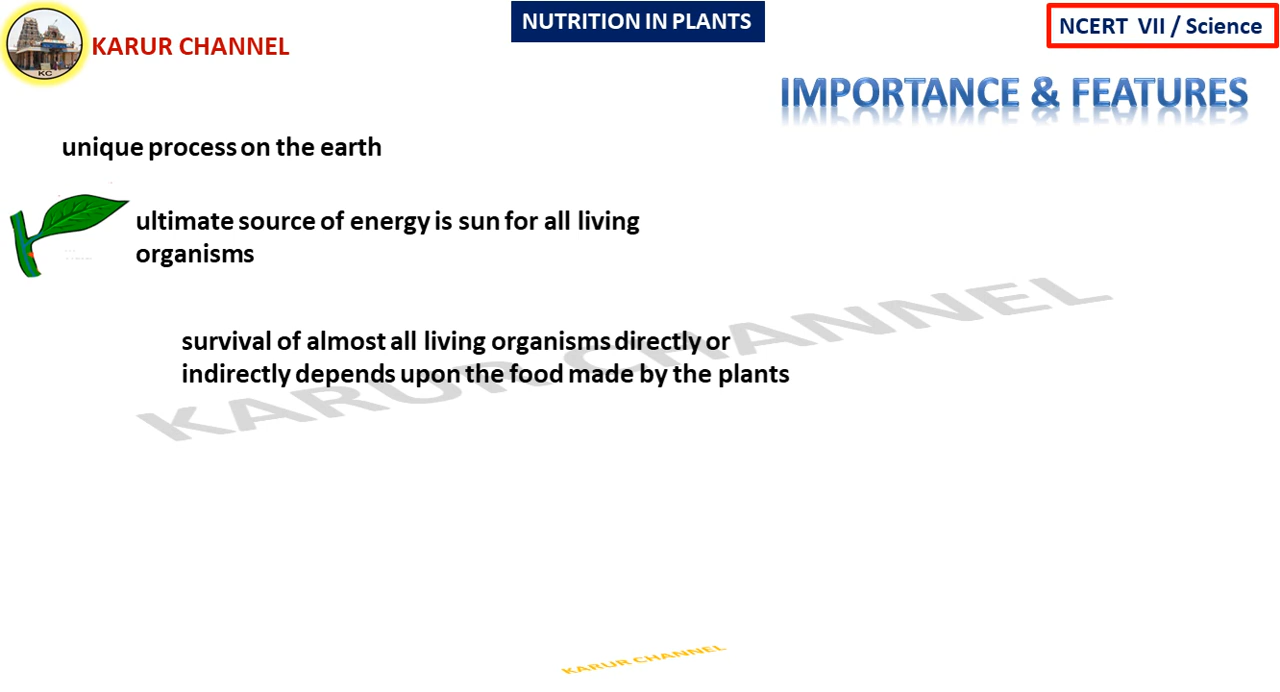 NUTRITION IN PLANTS
NCERT VII / Science
KARUR CHANNEL
KC
IMPORTANCE & FEATURES
unique process on the earth
ultimate source of energy is sun for all living
organisms
survival of almost all living organisms directly or
indirectly depends upon the food made by the plants
KARUR CHANNEL
KARUR CHANNEL